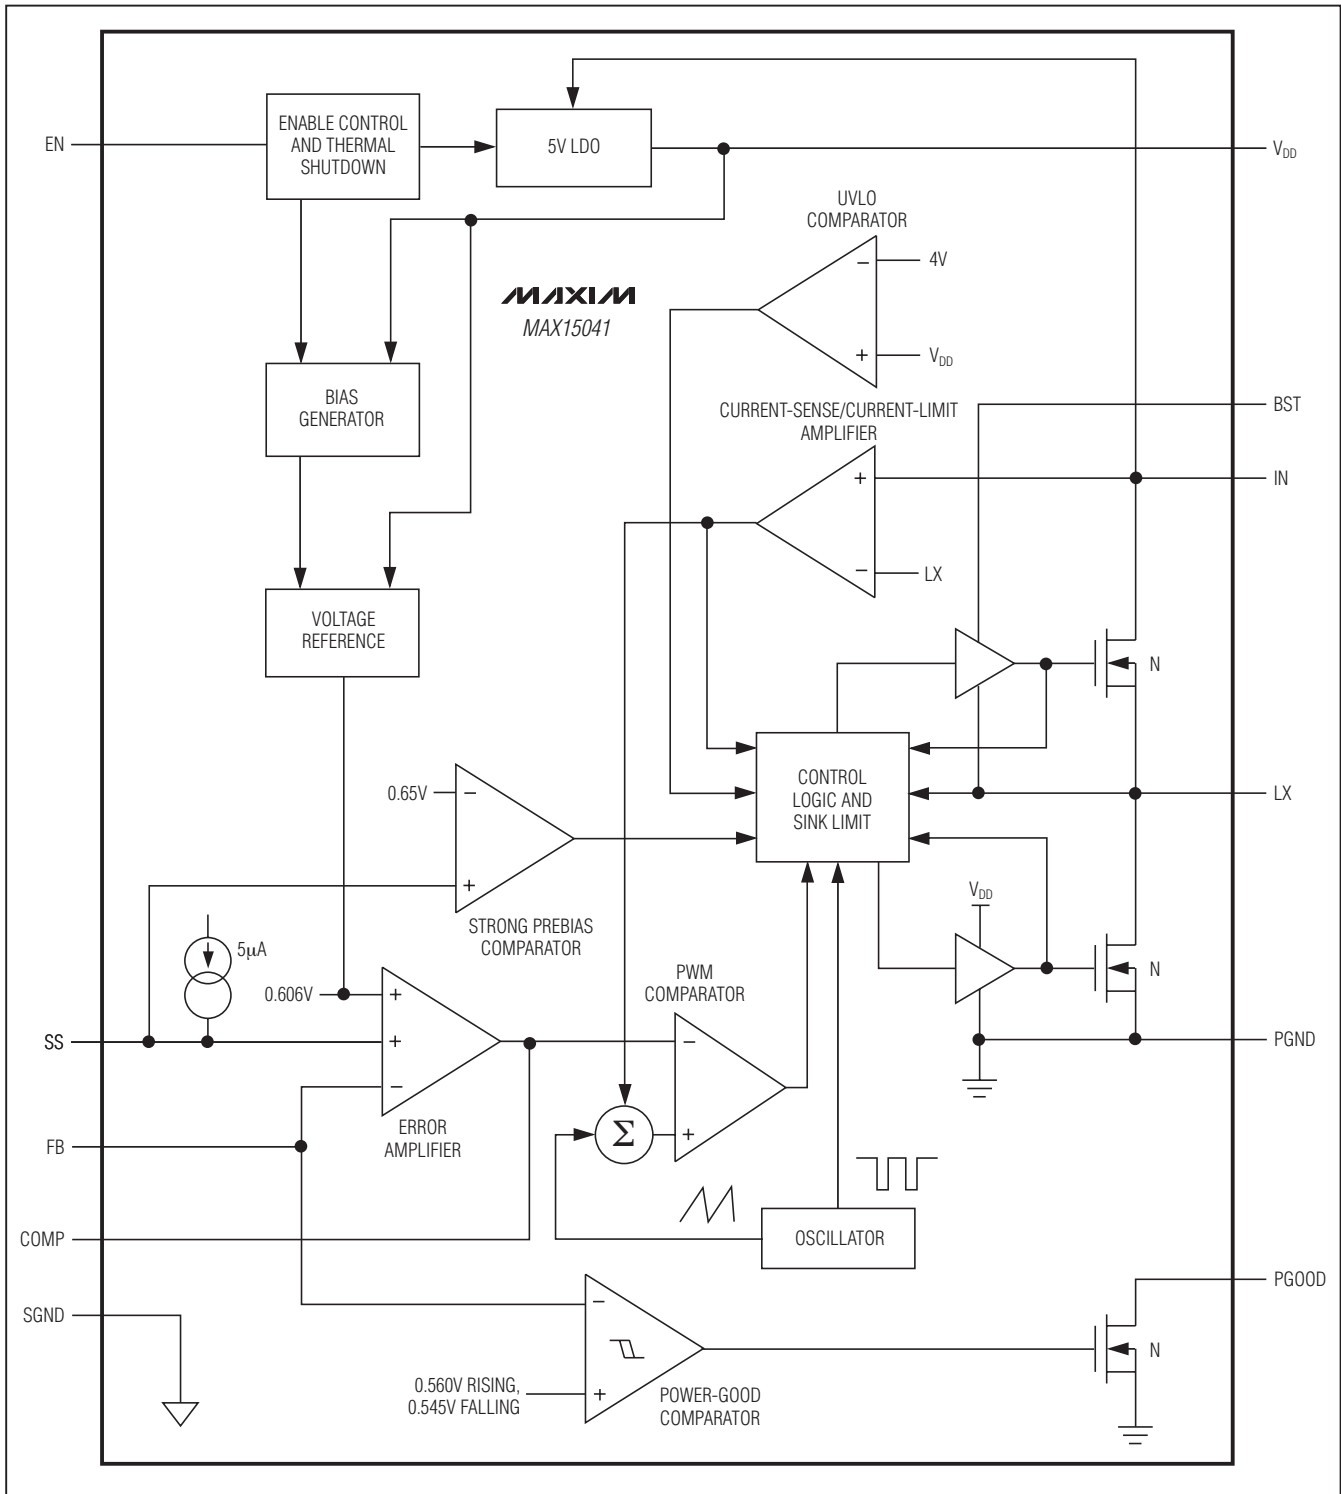 ENABLE CONTROL
AND THERMAL
SHUTDOWN
EN
5V LDO
VDD
UVLO
COMPARATOR
−
4V
+
VDD
MAXIM
MAX15041
BIAS
GENERATOR
CURRENT-SENSE/CURRENT-LIMIT
AMPLIFIER
BST
+
IN
−
LX
VOLTAGE
REFERENCE
N
CONTROL
LOGIC AND
SINK LIMIT
LX
0.65V
−
+
STRONG PREBIAS
COMPARATOR
VDD
5µA
N
PWM
COMPARATOR
0.606V
+
SS
+
−
−
PGND
ERROR
AMPLIFIER
Σ
+
FB
COMP
OSCILLATOR
PGOOD
SGND
−
N
0.560V RISING,
0.545V FALLING
+
POWER-GOOD
COMPARATOR